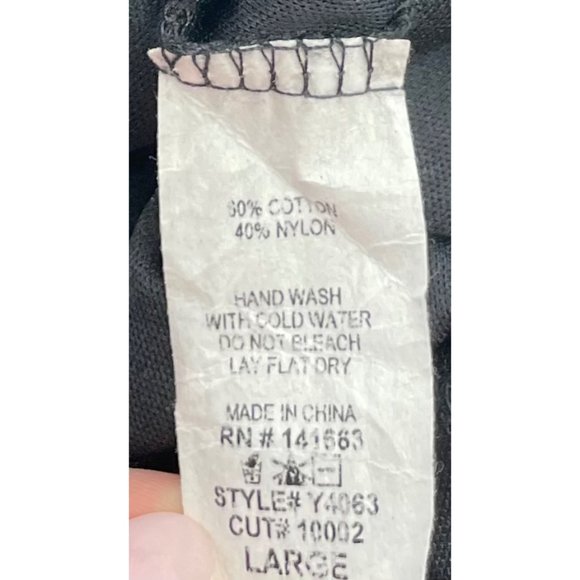 60% COTTON
40% NYLON
HAND WASH
WITH COLD WATER
DO NOT BLEACH
LAY FLAT DRY
MADE IN CHINA
RN # 141663
STYLE# Y4063
CUT# 10002
LARGE